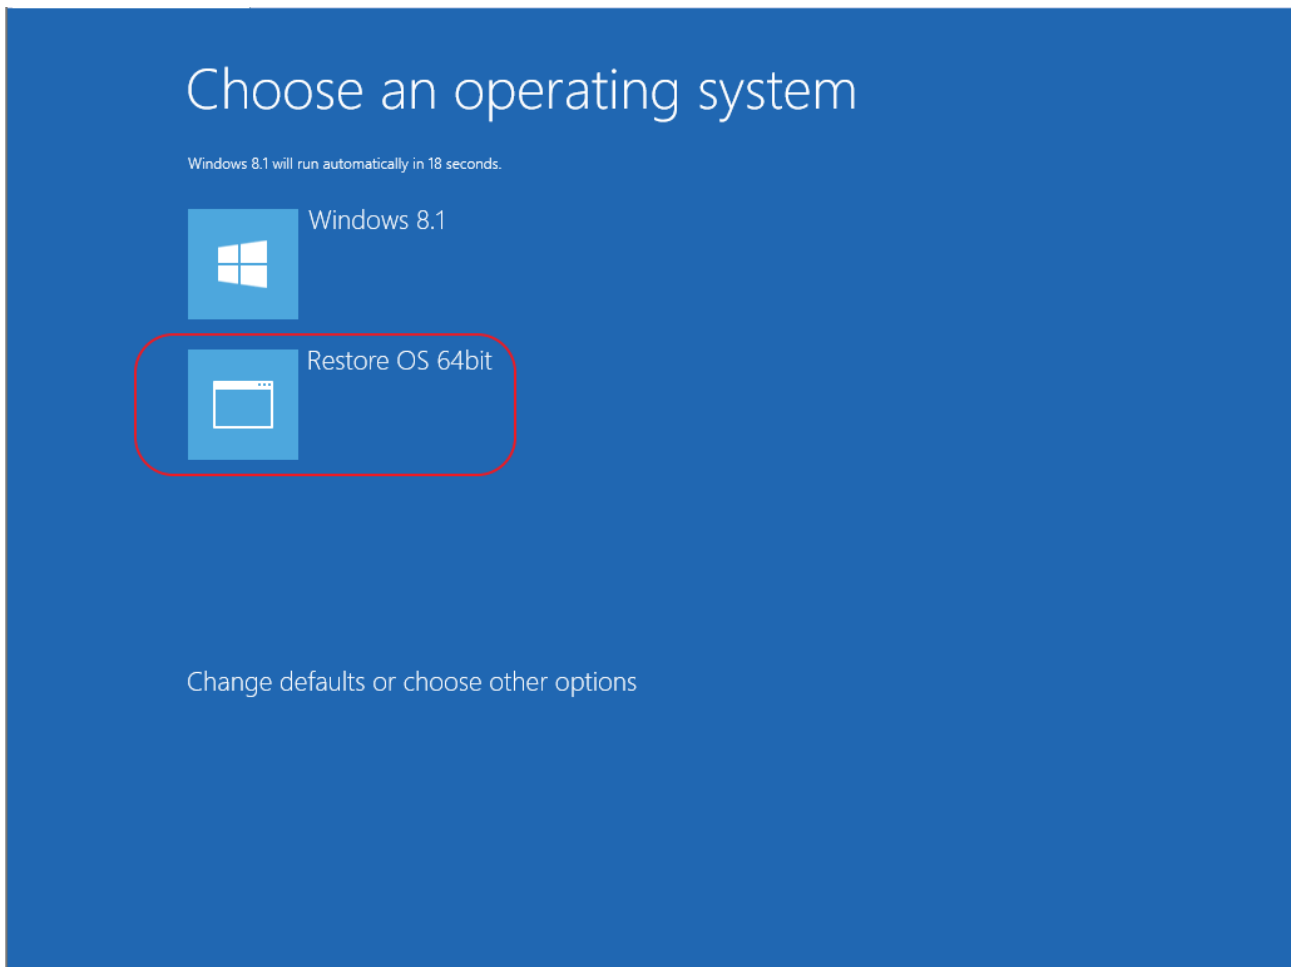 Choose an operating system
Windows 8.1 will run automatically in 18 seconds.
Windows 8.1
Restore OS 64bit
Change defaults or choose other options